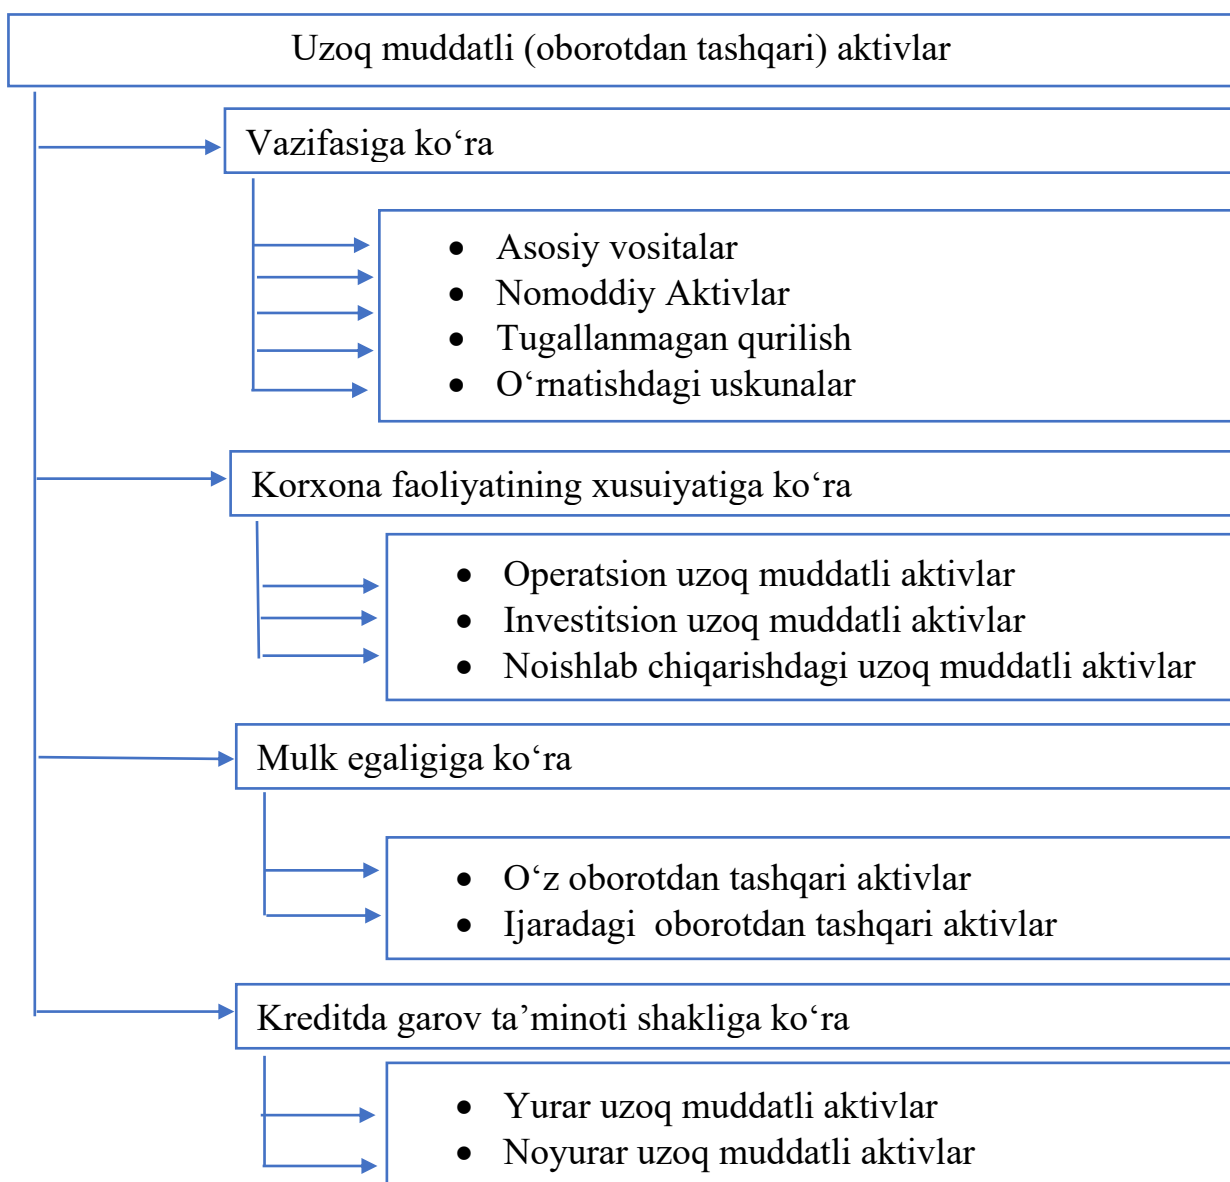 Uzoq muddatli (oborotdan tashqari) aktivlar
Vazifasiga ko‘ra
• Asosiy vositalar
• Nomoddiy Aktivlar
• Tugallanmagan qurilish
• O‘rnatishdagi uskunalar
Korxona faoliyatining xusuiyatiga ko‘ra
• Operatsion uzoq muddatli aktivlar
• Investitsion uzoq muddatli aktivlar
• Noishlab chiqarishdagi uzoq muddatli aktivlar
Mulk egaligiga ko‘ra
• O‘z oborotdan tashqari aktivlar
• Ijaradagi  oborotdan tashqari aktivlar
Kreditda garov ta’minoti shakliga ko‘ra
• Yurar uzoq muddatli aktivlar
• Noyurar uzoq muddatli aktivlar